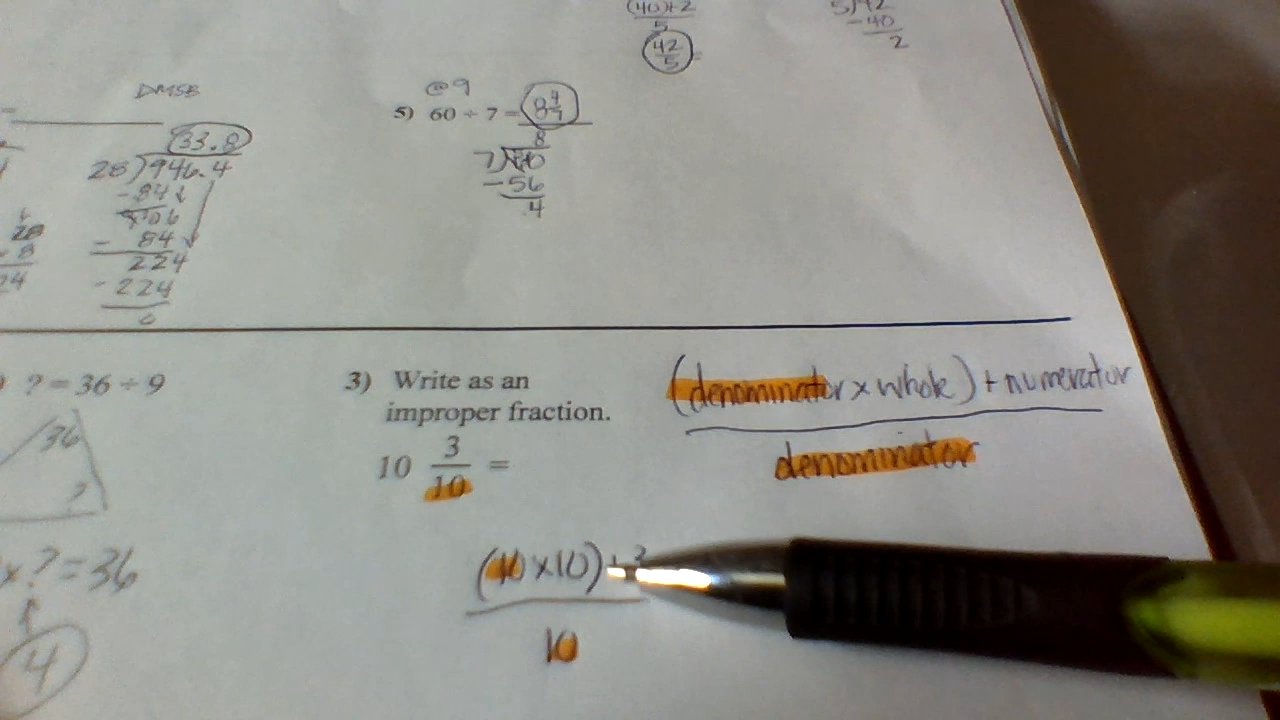 (40)+2
5
42
5
5)42
-40
2
DMSB
33.8
28)946.4
-84
106
- 84
224
-224
0
28
24
@9
5) 60 ÷ 7 = 8 4/7
8
7)60
-56
4
) ? = 36 ÷ 9
36
?
x ? = 36
4
3) Write as an
improper fraction.
10 3/10 =
(denominator x whole) + numerator
denominator
(10 x 10) +
10